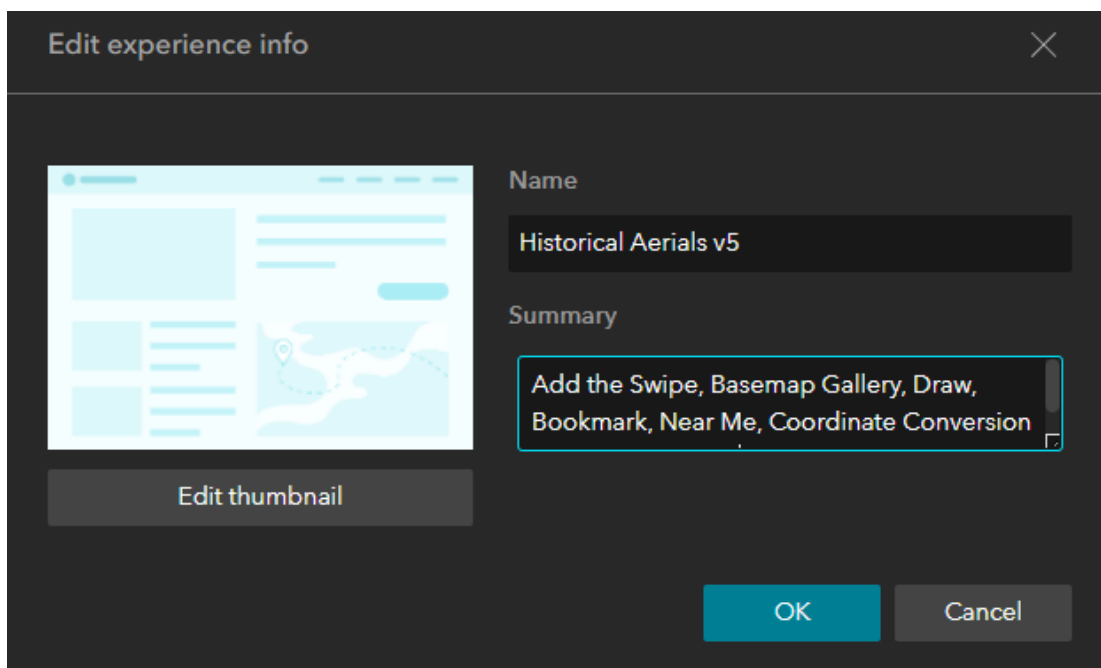 Edit experience info
Name
Historical Aerials v5
Summary
Add the Swipe, Basemap Gallery, Draw,
Bookmark, Near Me, Coordinate Conversion
Edit thumbnail
OK
Cancel